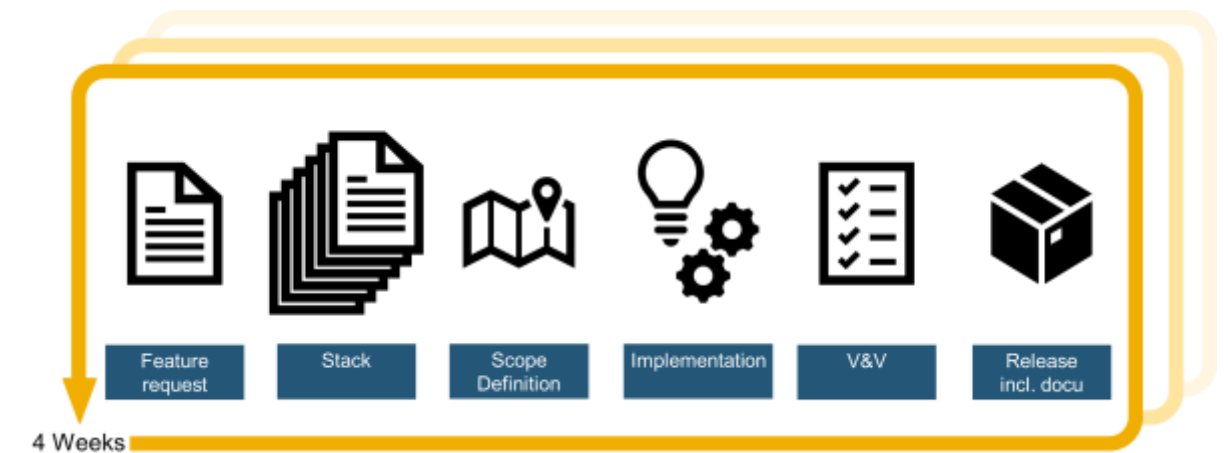 Feature
request
Stack
Scope
Definition
Implementation
V&V
Release
incl. docu
4 Weeks